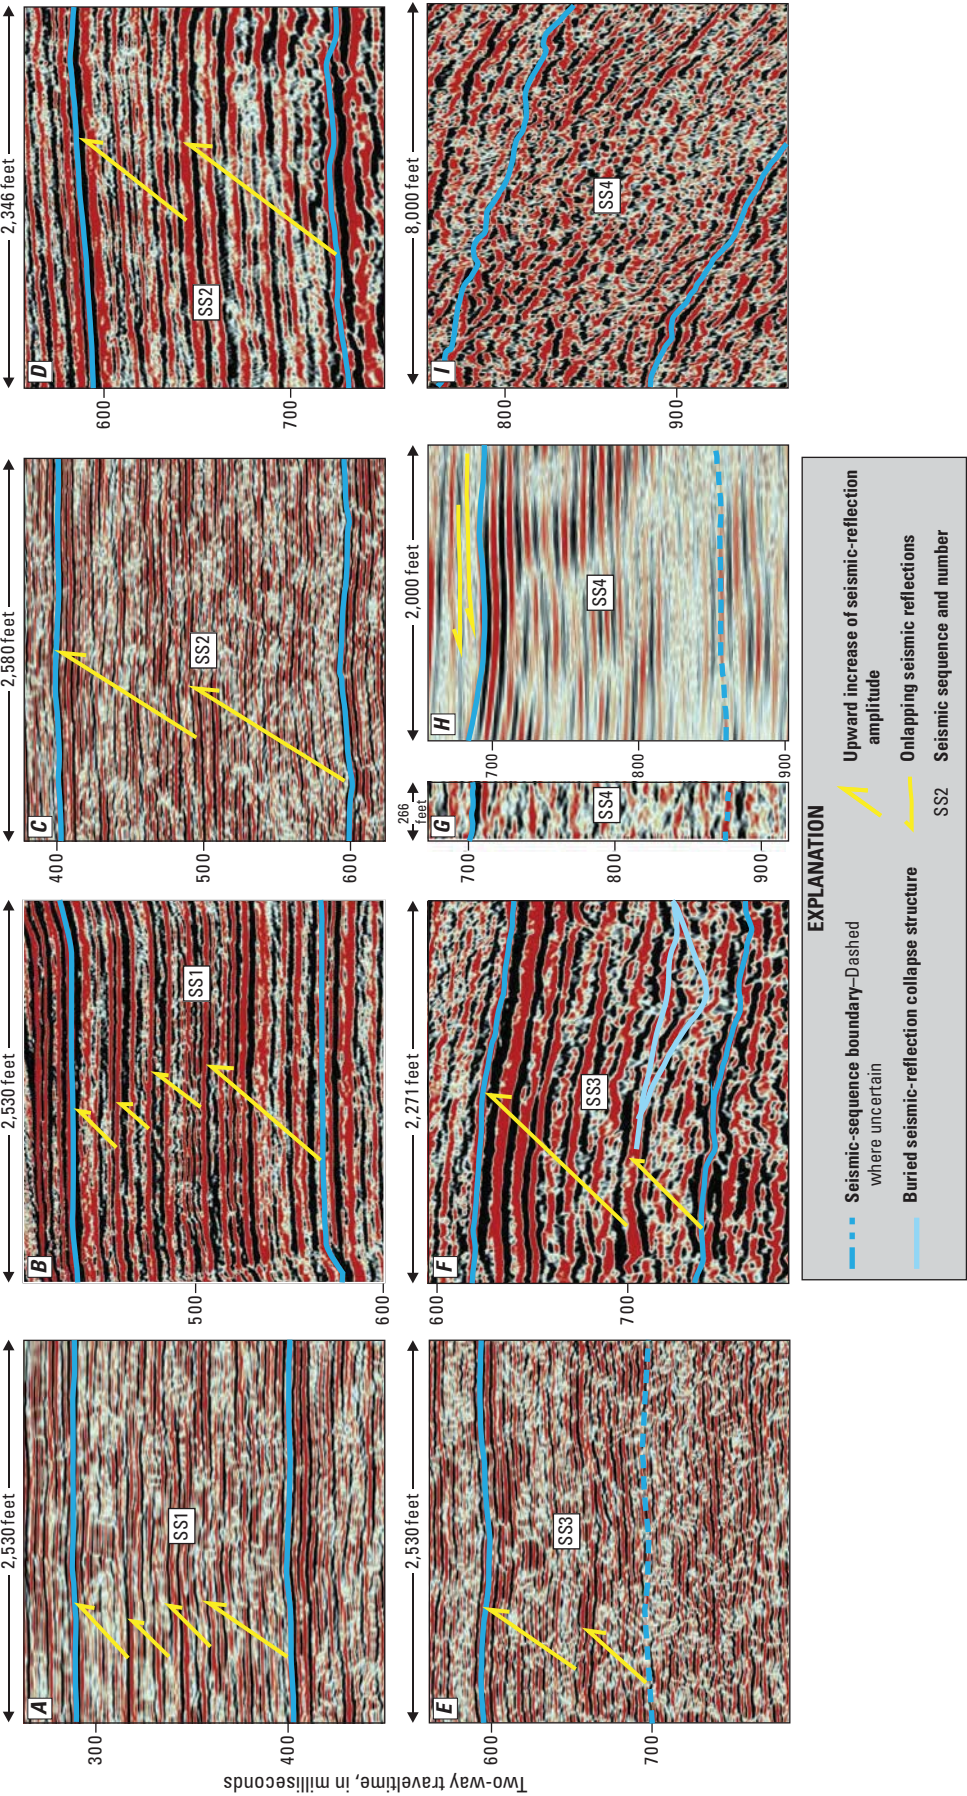 Two-way traveltime, in milliseconds
2,530 feet
A
300
400
SS1
2,530 feet
B
500
600
SS1
2,580 feet
C
400
500
600
SS2
2,346 feet
D
600
700
SS2
2,530 feet
E
600
700
SS3
2,271 feet
F
600
700
SS3
266
feet
G
700
800
900
SS4
2,000 feet
H
700
800
900
SS4
8,000 feet
I
800
900
SS4
EXPLANATION
Seismic-sequence boundary–Dashed
where uncertain
Buried seismic-reflection collapse structure
Upward increase of seismic-reflection
amplitude
Onlapping seismic reflections
SS2 Seismic sequence and number